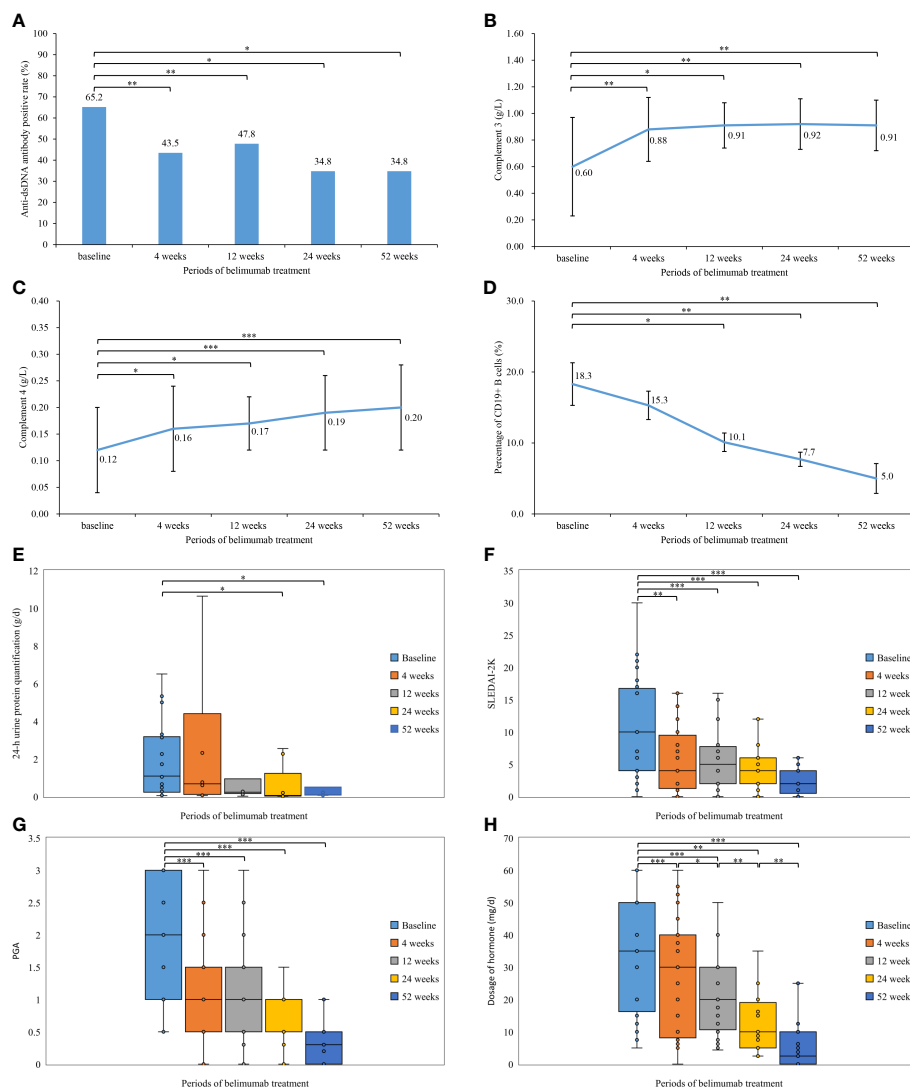 A
Anti-dsDNA antibody positive rate (%)
100
90
80
70
60
50
40
30
20
10
0
*
*
**
**
65.2
43.5
47.8
34.8
34.8
baseline
4 weeks
12 weeks
24 weeks
52 weeks
Periods of belimumab treatment
B
Complement 3 (g/L)
1.60
1.40
1.20
1.00
0.80
0.60
0.40
0.20
0.00
**
**
*
**
0.60
0.88
0.91
0.92
0.91
baseline
4 weeks
12 weeks
24 weeks
52 weeks
Periods of belimumab treatment
C
Complement 4 (g/L)
0.40
0.35
0.30
0.25
0.20
0.15
0.10
0.05
0.00
***
***
*
*
0.12
0.16
0.17
0.19
0.20
baseline
4 weeks
12 weeks
24 weeks
52 weeks
Periods of belimumab treatment
D
Percentage of CD19+ B cells (%)
30.0
20.0
10.0
0.0
**
**
*
18.3
15.3
10.1
7.7
5.0
baseline
4 weeks
12 weeks
24 weeks
52 weeks
Periods of belimumab treatment
E
24-h urine protein quantification (g/d)
12
10
8
6
4
2
0
*
*
Baseline
4 weeks
12 weeks
24 weeks
52 weeks
Periods of belimumab treatment
F
SLEDAI-2K
35
30
25
20
15
10
5
0
***
***
***
**
Baseline
4 weeks
12 weeks
24 week
52 week
Periods of belimumab treatment
G
PGA
3.5
3
2.5
2
1.5
1
0.5
0
***
***
***
***
Baseline
4 weeks
12 weeks
24 weeks
52 weeks
Periods of belimumab treatment
H
Dosage of hormone (mg/d)
70
60
50
40
30
20
10
0
***
**
***
*** * ** **
Baseline
4 weeks
12 weeks
24 weeks
52 weeks
Periods of belimumab treatment